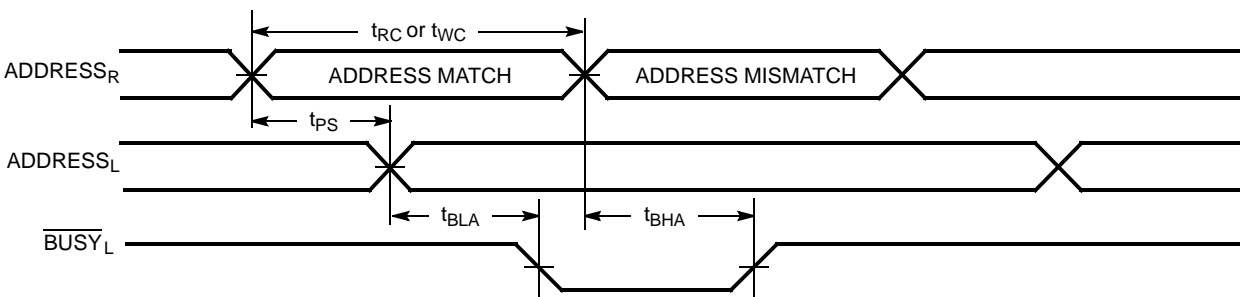 tRC or tWC
ADDRESSR
ADDRESS MATCH
ADDRESS MISMATCH
tPS
ADDRESSL
tBLA
tBHA
BUSYL